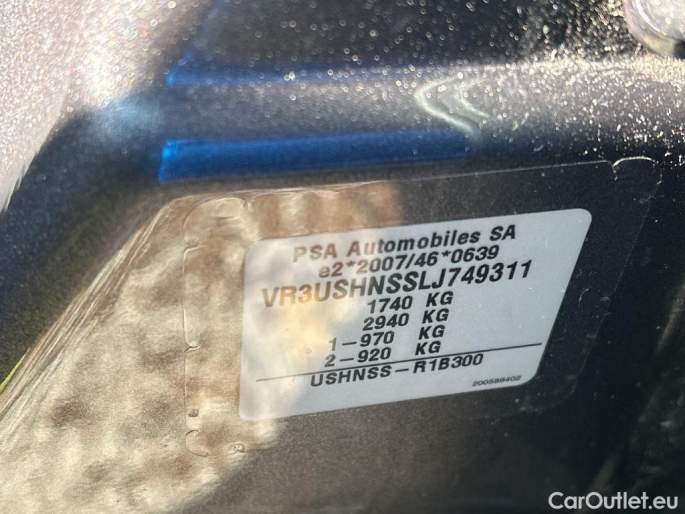 PSA Automobiles SA
e2*2007/46*0639
VR3USHNSSLJ749311
1740 KG
2940 KG
1-970 KG
2-920 KG
USHNSS-R1B300
200589402
CarOutlet.eu